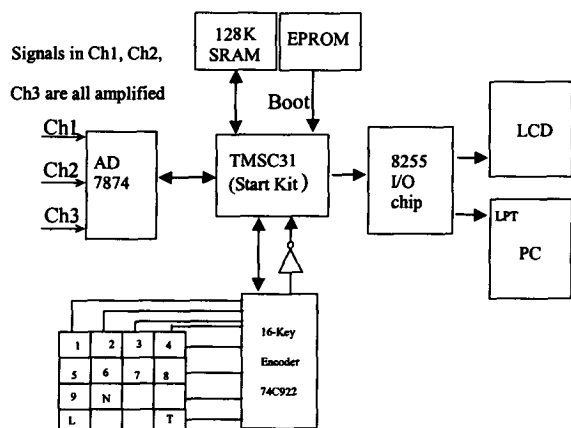 Signals in Ch1, Ch2,
Ch3 are all amplified
128K
SRAM
EPROM
Boot
Ch1
Ch2
Ch3
AD
7874
TMSC31
(Start Kit)
8255
I/O
chip
LCD
LPT
PC
16-Key
Encoder
74C922
1 2 3 4
5 6 7 8
9 N
L T